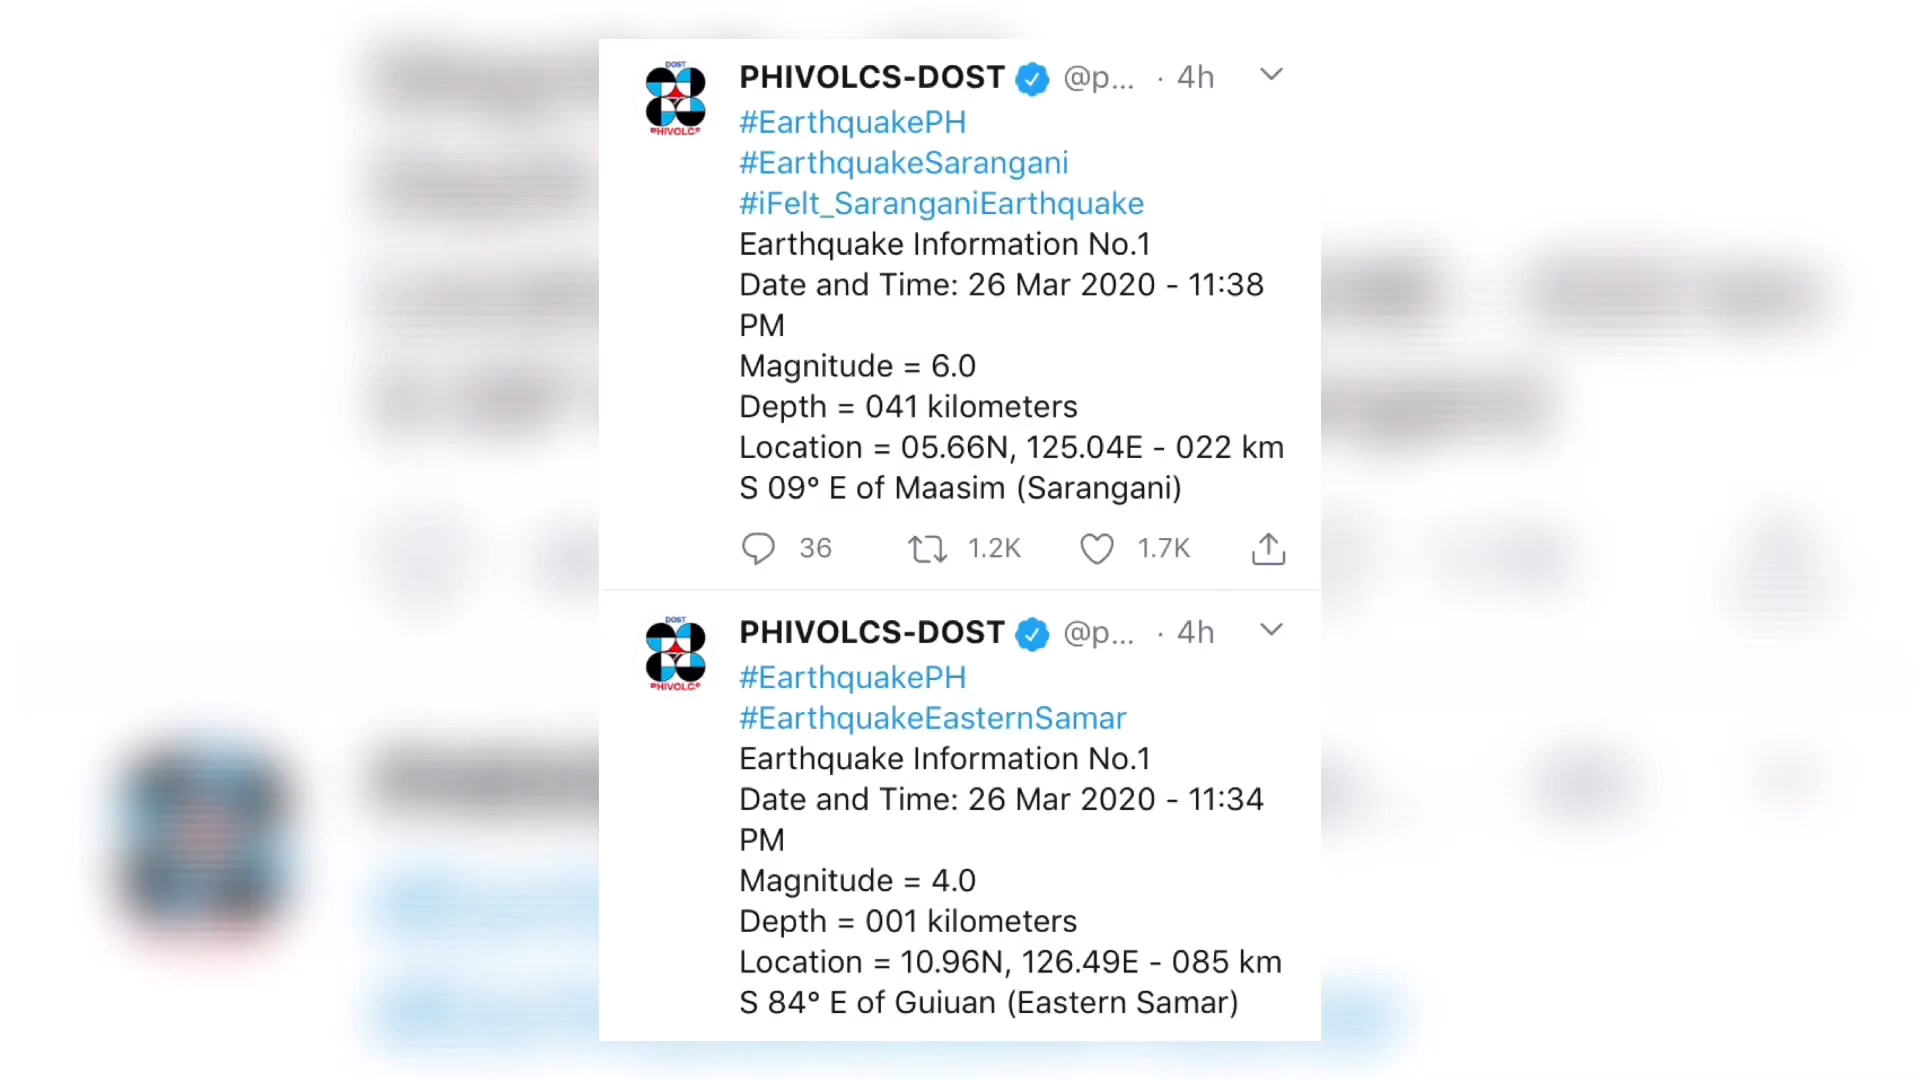 DOST
PHIVOLCS
PHIVOLCS-DOST @p... · 4h
#EarthquakePH
#EarthquakeSarangani
#iFelt_SaranganiEarthquake
Earthquake Information No.1
Date and Time: 26 Mar 2020 - 11:38
PM
Magnitude = 6.0
Depth = 041 kilometers
Location = 05.66N, 125.04E - 022 km
S 09° E of Maasim (Sarangani)
36 1.2K 1.7K
DOST
PHIVOLCS
PHIVOLCS-DOST @p... · 4h
#EarthquakePH
#EarthquakeEasternSamar
Earthquake Information No.1
Date and Time: 26 Mar 2020 - 11:34
PM
Magnitude = 4.0
Depth = 001 kilometers
Location = 10.96N, 126.49E - 085 km
S 84° E of Guiuan (Eastern Samar)